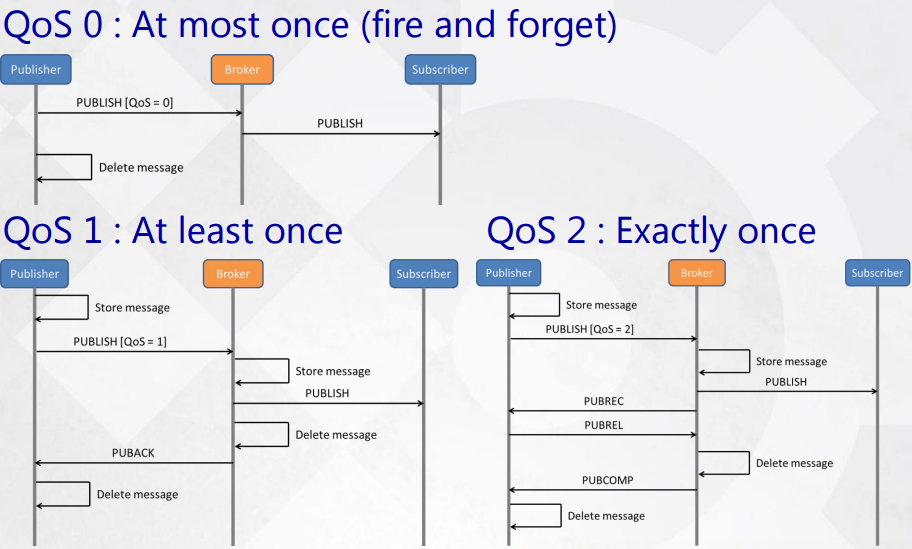 QoS 0 : At most once (fire and forget)
Publisher
Broker
Subscriber
PUBLISH [QoS = 0]
PUBLISH
Delete message
QoS 1 : At least once
Publisher
Broker
Subscriber
Store message
PUBLISH [QoS = 1]
Store message
PUBLISH
Delete message
PUBACK
Delete message
QoS 2 : Exactly once
Publisher
Broker
Subscriber
Store message
PUBLISH [QoS = 2]
Store message
PUBLISH
PUBREC
PUBREL
Delete message
PUBCOMP
Delete message